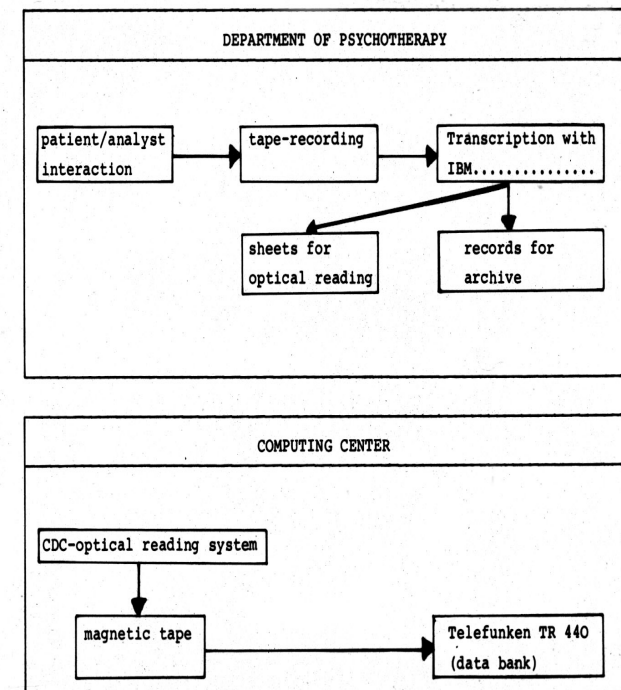 DEPARTMENT OF PSYCHOTHERAPY
patient/analyst
interaction
tape-recording
Transcription with
IBM...............
sheets for
optical reading
records for
archive
COMPUTING CENTER
CDC-optical reading system
magnetic tape
Telefunken TR 440
(data bank)